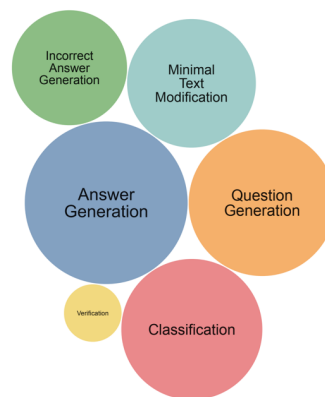 Incorrect
Answer
Generation
Minimal
Text
Modification
Answer
Generation
Question
Generation
Verification
Classification